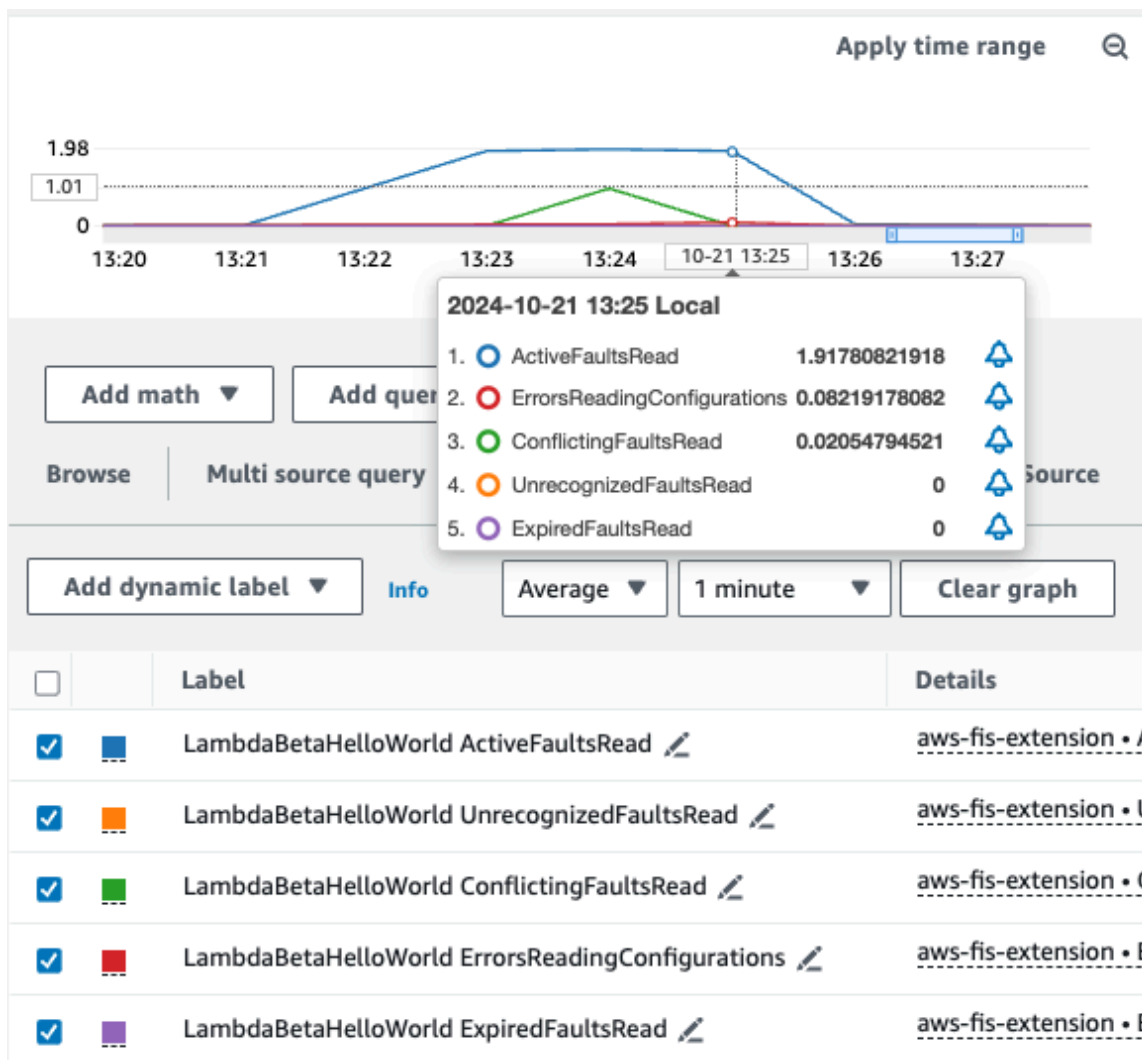 Apply time range
1.98
1.01
0
13:20 13:21 13:22 13:23 13:24 10-21 13:25 13:26 13:27
2024-10-21 13:25 Local
1. ActiveFaultsRead 1.91780821918
2. ErrorsReadingConfigurations 0.08219178082
3. ConflictingFaultsRead 0.02054794521
4. UnrecognizedFaultsRead 0
5. ExpiredFaultsRead 0
Add math Add quer
Browse Multi source query Source
Add dynamic label Info Average 1 minute Clear graph
Label Details
LambdaBetaHelloWorld ActiveFaultsRead aws-fis-extension • A
LambdaBetaHelloWorld UnrecognizedFaultsRead aws-fis-extension • U
LambdaBetaHelloWorld ConflictingFaultsRead aws-fis-extension • C
LambdaBetaHelloWorld ErrorsReadingConfigurations aws-fis-extension • E
LambdaBetaHelloWorld ExpiredFaultsRead aws-fis-extension • E